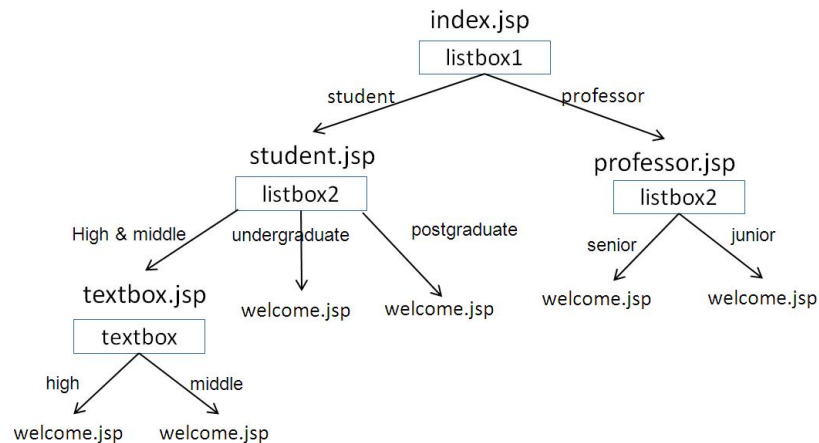 index.jsp
listbox1
student
professor
student.jsp
professor.jsp
listbox2
listbox2
High & middle
undergraduate
postgraduate
senior
junior
textbox.jsp
welcome.jsp
welcome.jsp
welcome.jsp
welcome.jsp
textbox
high
middle
welcome.jsp
welcome.jsp